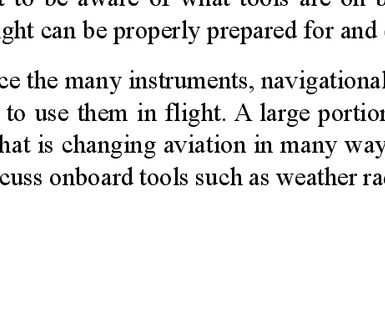 to be aware of what tools are on
ght can be properly prepared for and
ce the many instruments, navigational
to use them in flight. A large portion
hat is changing aviation in many way
cuss onboard tools such as weather ra